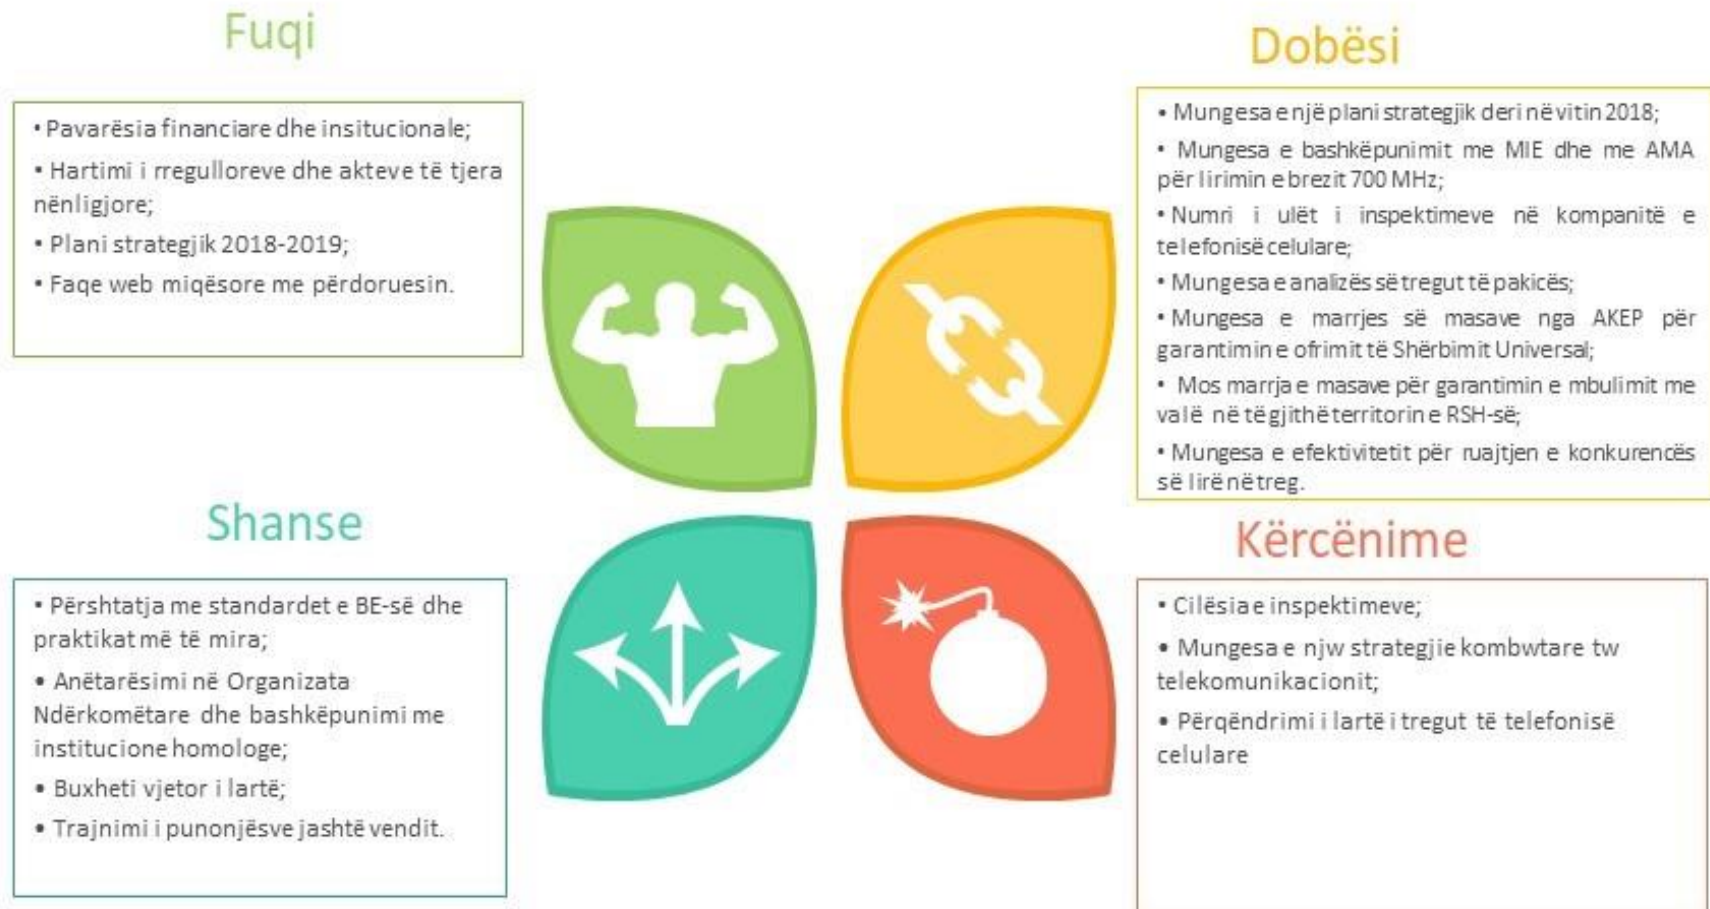 Fuqi
• Pavarësia financiare dhe insitucionale;
• Hartimi i rregulloreve dhe akteve të tjera
nënligjore;
• Plani strategjik 2018-2019;
• Faqe web miqësore me përdoruesin.
Dobësi
• Mungesa e një plani strategjik deri në vitin 2018;
• Mungesa e bashkëpunimit me MIE dhe me AMA
për lirimin e brezit 700 MHz;
• Numri i ulët i inspektimeve në kompanitë e
telefonisë celulare;
• Mungesa e analizës së tregut të pakicës;
• Mungesa e marrjes së masave nga AKEP për
garantimin e ofrimit të Shërbimit Universal;
• Mos marrja e masave për garantimin e mbulimit me
valë në të gjithë territorin e RSH-së;
• Mungesa e efektivitetit për ruajtjen e konkurencës
së lirë në treg.
Shanse
• Përshtatja me standardet e BE-së dhe
praktikat më të mira;
• Anëtarësimi në Organizata
Ndërkomëtare dhe bashkëpunimi me
institucione homologe;
• Buxheti vjetor i lartë;
• Trajnimi i punonjësve jashtë vendit.
Kërcënime
• Cilësia e inspektimeve;
• Mungesa e njw strategjie kombwtare tw
telekomunikacionit;
• Përqëndrimi i lartë i tregut të telefonisë
celulare